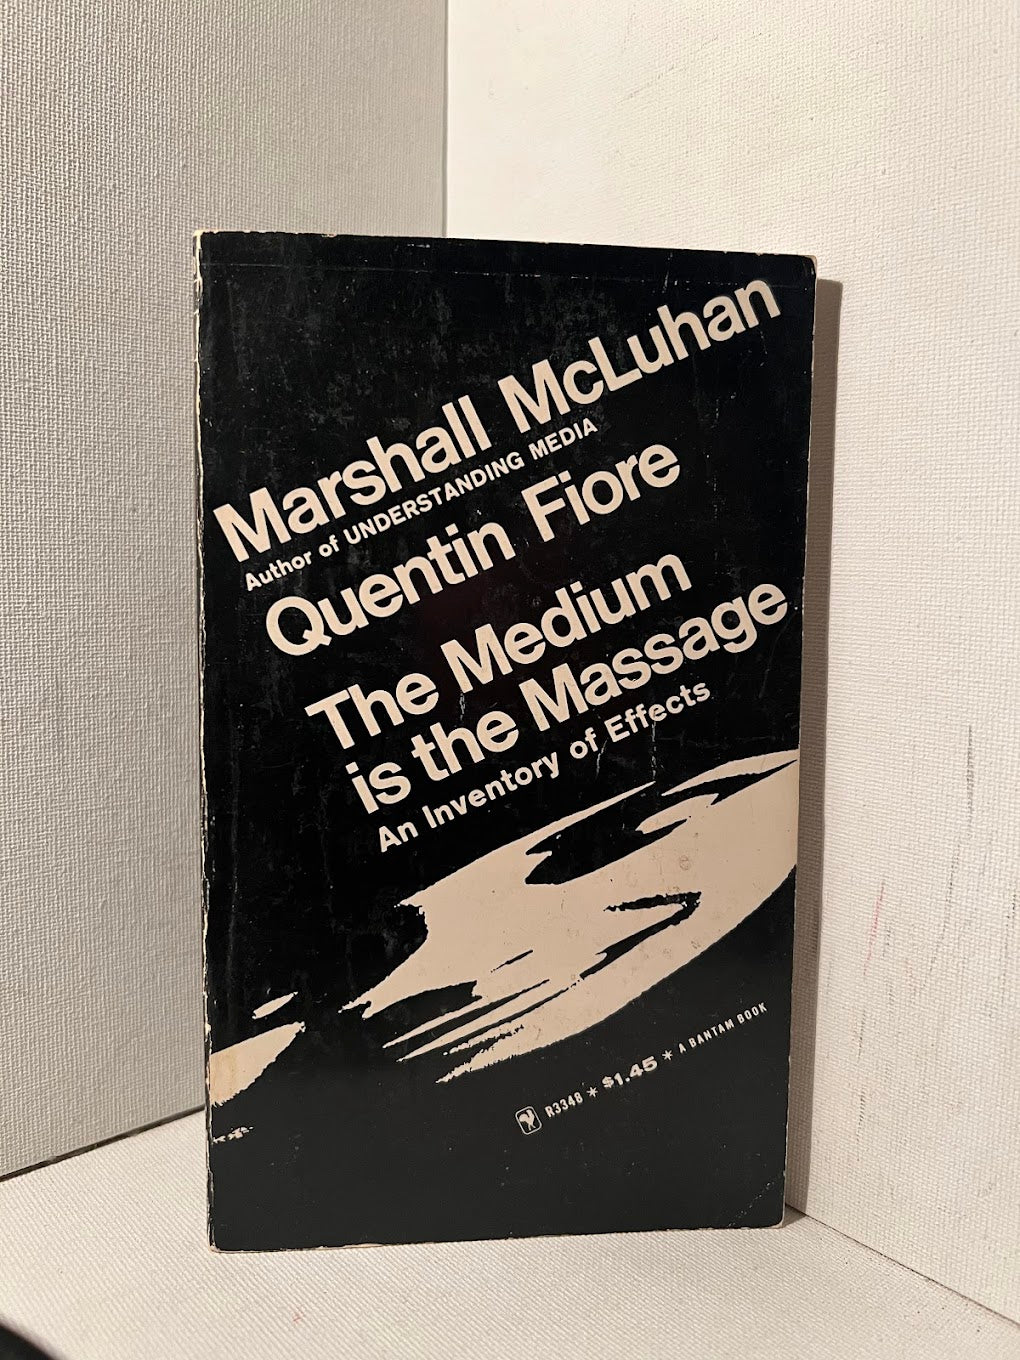 Marshall McLuhan
Author of UNDERSTANDING MEDIA
Quentin Fiore
The Medium
is the Massage
An Inventory of Effects
R3348 * $1.45 * A BANTAM BOOK